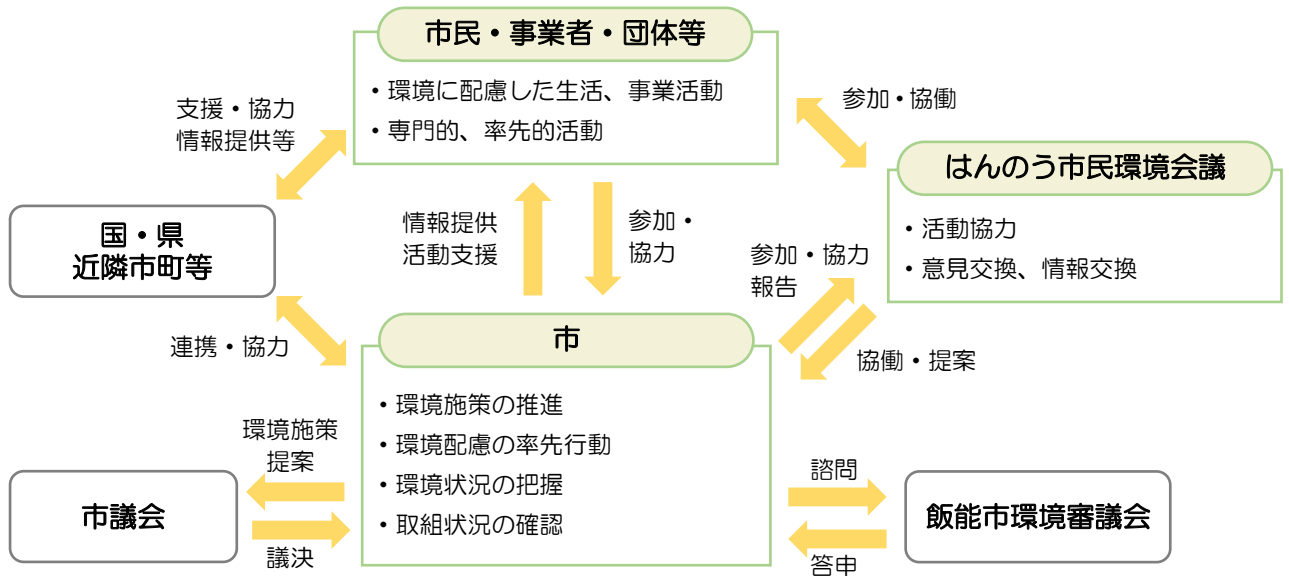 市民・事業者・団体等
・環境に配慮した生活、事業活動
・専門的、率先的活動
支援・協力
情報提供等
参加・協働
はんのう市民環境会議
・活動協力
・意見交換、情報交換
国・県
近隣市町等
情報提供
活動支援
参加・
協力
参加・協力
報告
協働・提案
連携・協力
市
・環境施策の推進
・環境配慮の率先行動
・環境状況の把握
・取組状況の確認
環境施策
提案
市議会
議決
諮問
飯能市環境審議会
答申